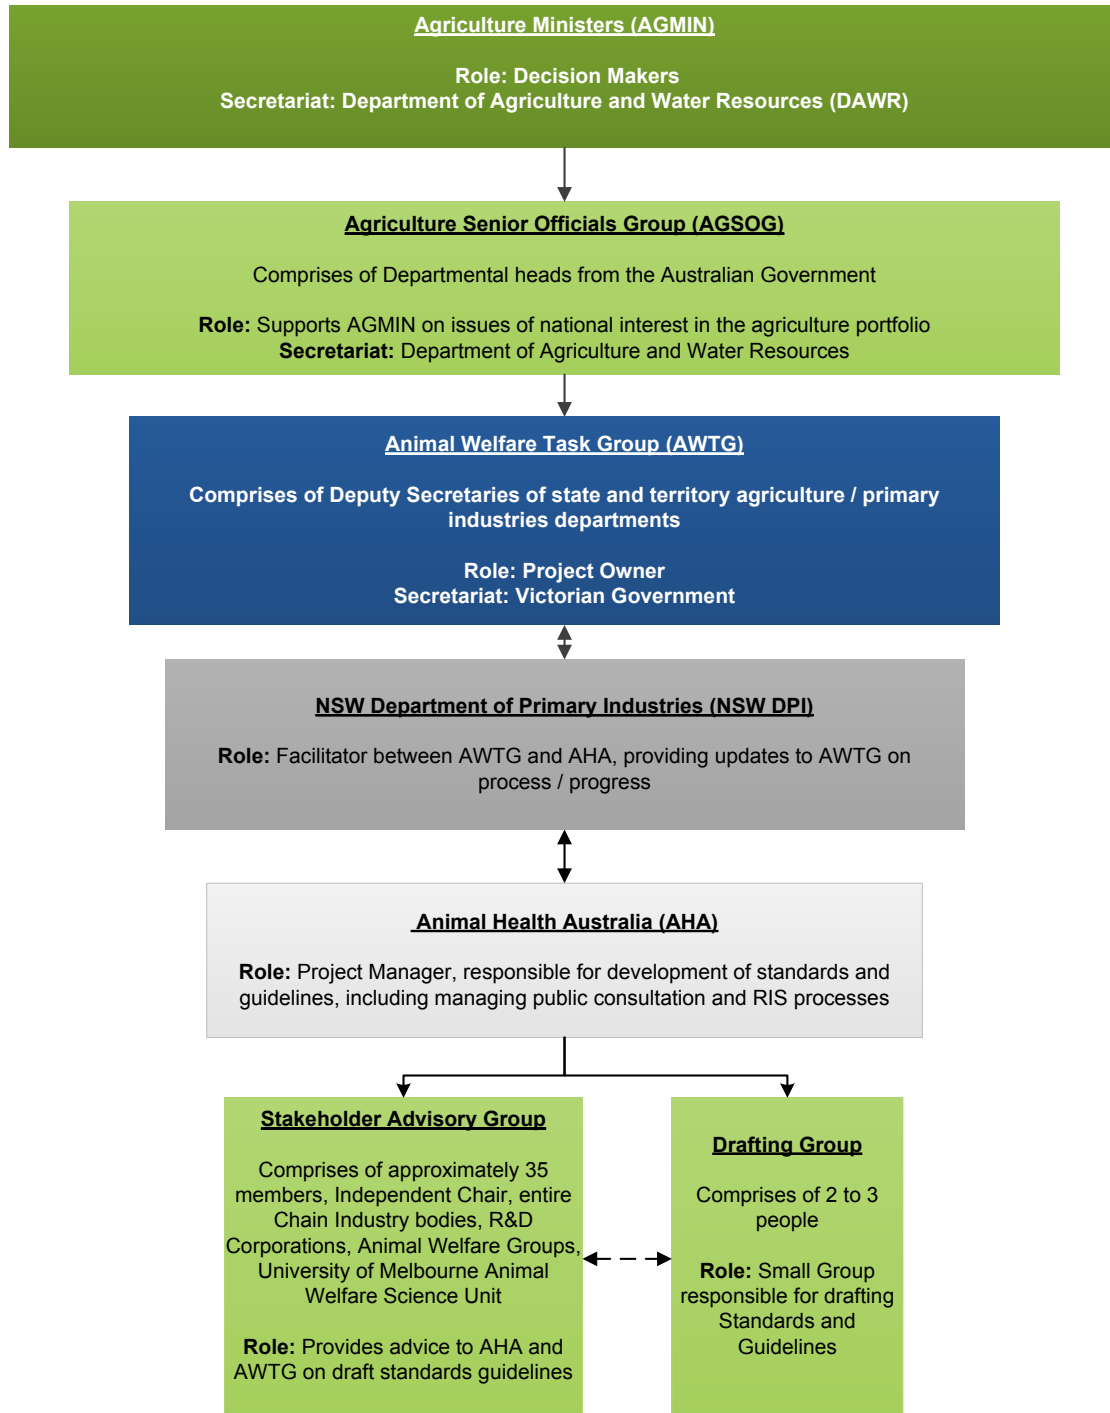 Agriculture Ministers (AGMIN)
Role: Decision Makers
Secretariat: Department of Agriculture and Water Resources (DAWR)
Agriculture Senior Officials Group (AGSOG)
Comprises of Departmental heads from the Australian Government
Role: Supports AGMIN on issues of national interest in the agriculture portfolio
Secretariat: Department of Agriculture and Water Resources
Animal Welfare Task Group (AWTG)
Comprises of Deputy Secretaries of state and territory agriculture / primary
industries departments
Role: Project Owner
Secretariat: Victorian Government
NSW Department of Primary Industries (NSW DPI)
Role: Facilitator between AWTG and AHA, providing updates to AWTG on
process / progress
Animal Health Australia (AHA)
Role: Project Manager, responsible for development of standards and
guidelines, including managing public consultation and RIS processes
Stakeholder Advisory Group
Comprises of approximately 35
members, Independent Chair, entire
Chain Industry bodies, R&D
Corporations, Animal Welfare Groups,
University of Melbourne Animal
Welfare Science Unit
Role: Provides advice to AHA and
AWTG on draft standards guidelines
Drafting Group
Comprises of 2 to 3
people
Role: Small Group
responsible for drafting
Standards and
Guidelines